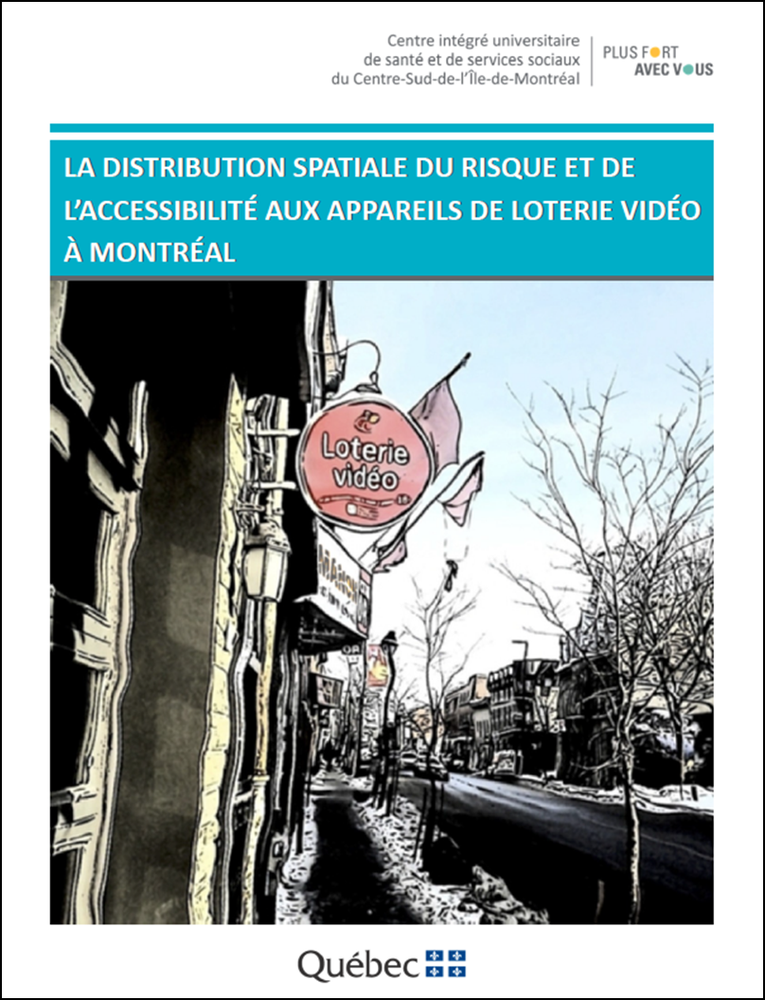 Centre intégré universitaire
de santé et de services sociaux
du Centre-Sud-de-l'Île-de-Montréal
PLUS FORT
AVEC VOUS
LA DISTRIBUTION SPATIALE DU RISQUE ET DE
L'ACCESSIBILITÉ AUX APPAREILS DE LOTERIE VIDÉO
À MONTRÉAL
Loterie
vidéo
Québec